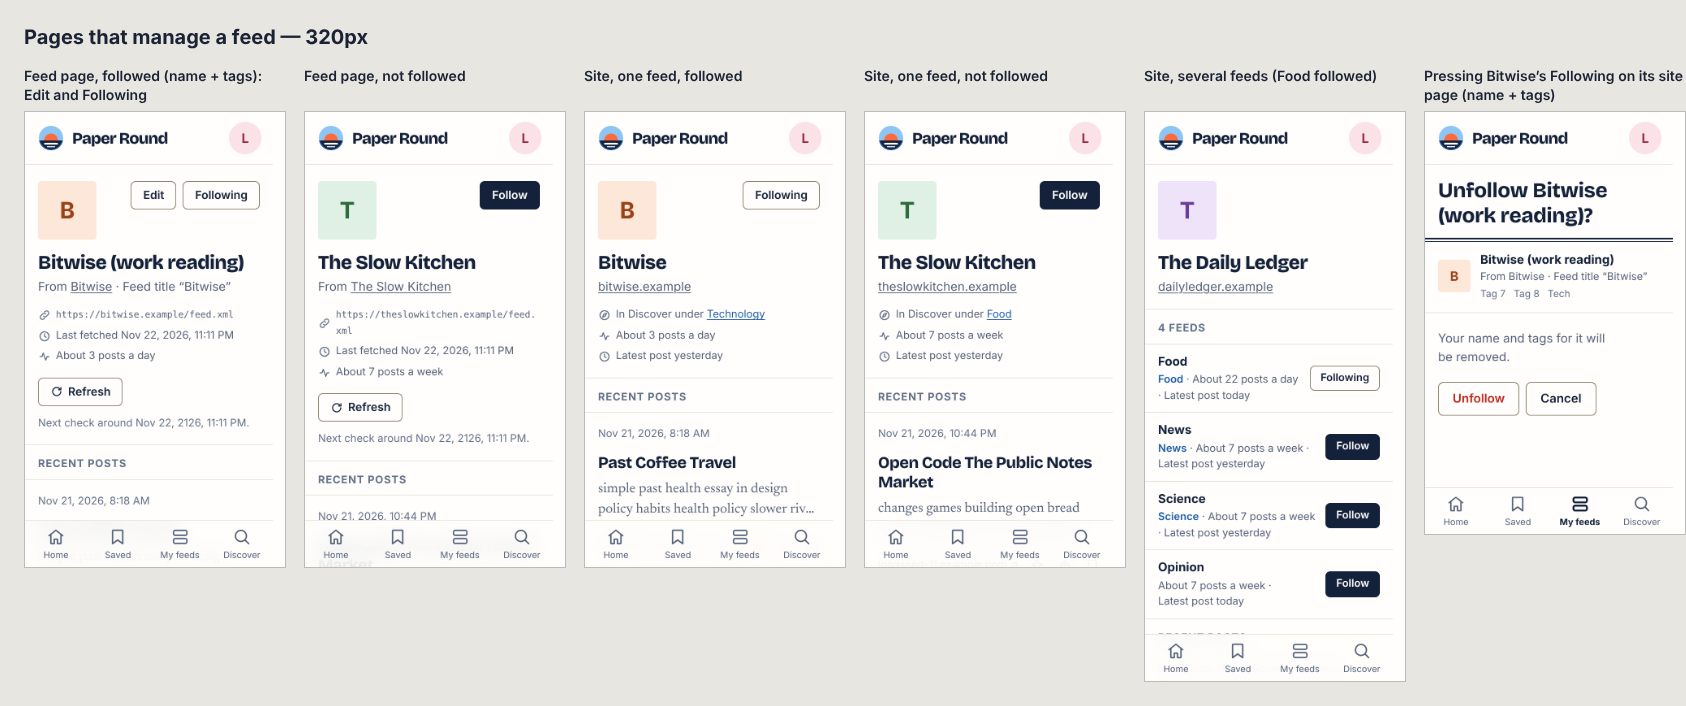 Pages that manage a feed — 320px
Feed page, followed (name + tags):
Edit and Following
Paper Round
L
B
Edit
Following
Bitwise (work reading)
From Bitwise · Feed title “Bitwise”
https://bitwise.example/feed.xml
Last fetched Nov 22, 2026, 11:11 PM
About 3 posts a day
Refresh
Next check around Nov 22, 2126, 11:11 PM.
RECENT POSTS
Nov 21, 2026, 8:18 AM
Home
Saved
My feeds
Discover
Feed page, not followed
Paper Round
L
T
Follow
The Slow Kitchen
From The Slow Kitchen
https://theslowkitchen.example/feed.
xml
Last fetched Nov 22, 2026, 11:11 PM
About 7 posts a week
Refresh
Next check around Nov 22, 2126, 11:11 PM.
RECENT POSTS
Nov 21, 2026, 10:44 PM
Market
Home
Saved
My feeds
Discover
Site, one feed, followed
Paper Round
L
B
Following
Bitwise
bitwise.example
In Discover under Technology
About 3 posts a day
Latest post yesterday
RECENT POSTS
Nov 21, 2026, 8:18 AM
Past Coffee Travel
simple past health essay in design
policy habits health policy slower riv...
Home
Saved
My feeds
Discover
Site, one feed, not followed
Paper Round
L
T
Follow
The Slow Kitchen
theslowkitchen.example
In Discover under Food
About 7 posts a week
Latest post yesterday
RECENT POSTS
Nov 21, 2026, 10:44 PM
Open Code The Public Notes
Market
changes games building open bread
Home
Saved
My feeds
Discover
Site, several feeds (Food followed)
Paper Round
L
T
The Daily Ledger
dailyledger.example
4 FEEDS
Food
Food · About 22 posts a day
· Latest post today
Following
News
News · About 7 posts a week ·
Latest post yesterday
Follow
Science
Science · About 7 posts a week
· Latest post yesterday
Follow
Opinion
About 7 posts a week ·
Latest post today
Follow
RECENT POSTS
Home
Saved
My feeds
Discover
Pressing Bitwise’s Following on its site
page (name + tags)
Paper Round
L
Unfollow Bitwise
(work reading)?
B
Bitwise (work reading)
From Bitwise · Feed title “Bitwise”
Tag 7 Tag 8 Tech
Your name and tags for it will
be removed.
Unfollow
Cancel
Home
Saved
My feeds
Discover